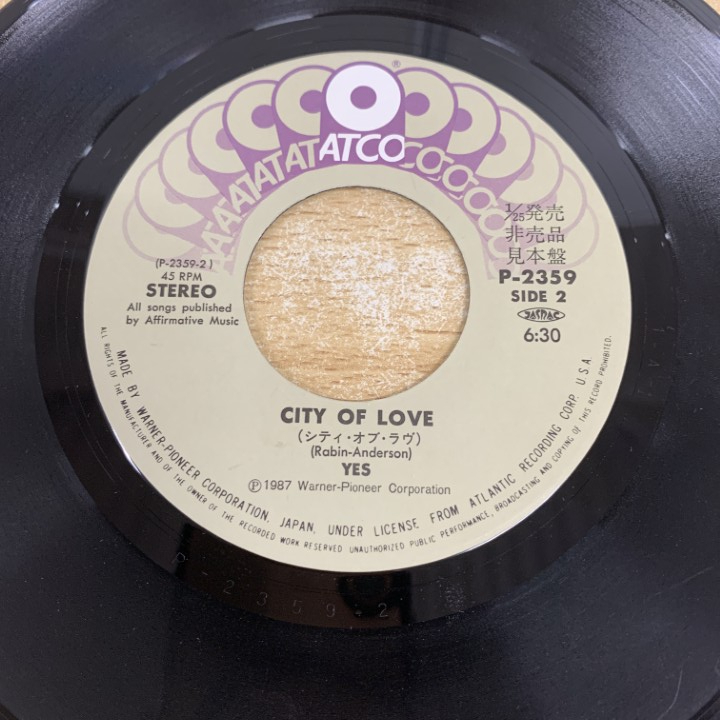 ATATATATATCOCOCOCOCO
1/25発売
非売品
見本盤
P-2359
SIDE 2
6:30
(P-2359-2)
45 RPM
STEREO
All songs published
by Affirmative Music
CITY OF LOVE
(シティ・オブ・ラヴ)
(Rabin-Anderson)
YES
Ⓟ1987 Warner-Pioneer Corporation
MADE BY WARNER-PIONEER CORPORATION, JAPAN, UNDER LICENSE FROM ATLANTIC RECORDING CORP. U.S.A.
ALL RIGHTS OF THE MANUFACTURER AND OF THE OWNER OF THE RECORDED WORK RESERVED UNAUTHORIZED PUBLIC PERFORMANCE, BROADCASTING AND COPYING OF THIS RECORD PROHIBITED.
P-2359-2